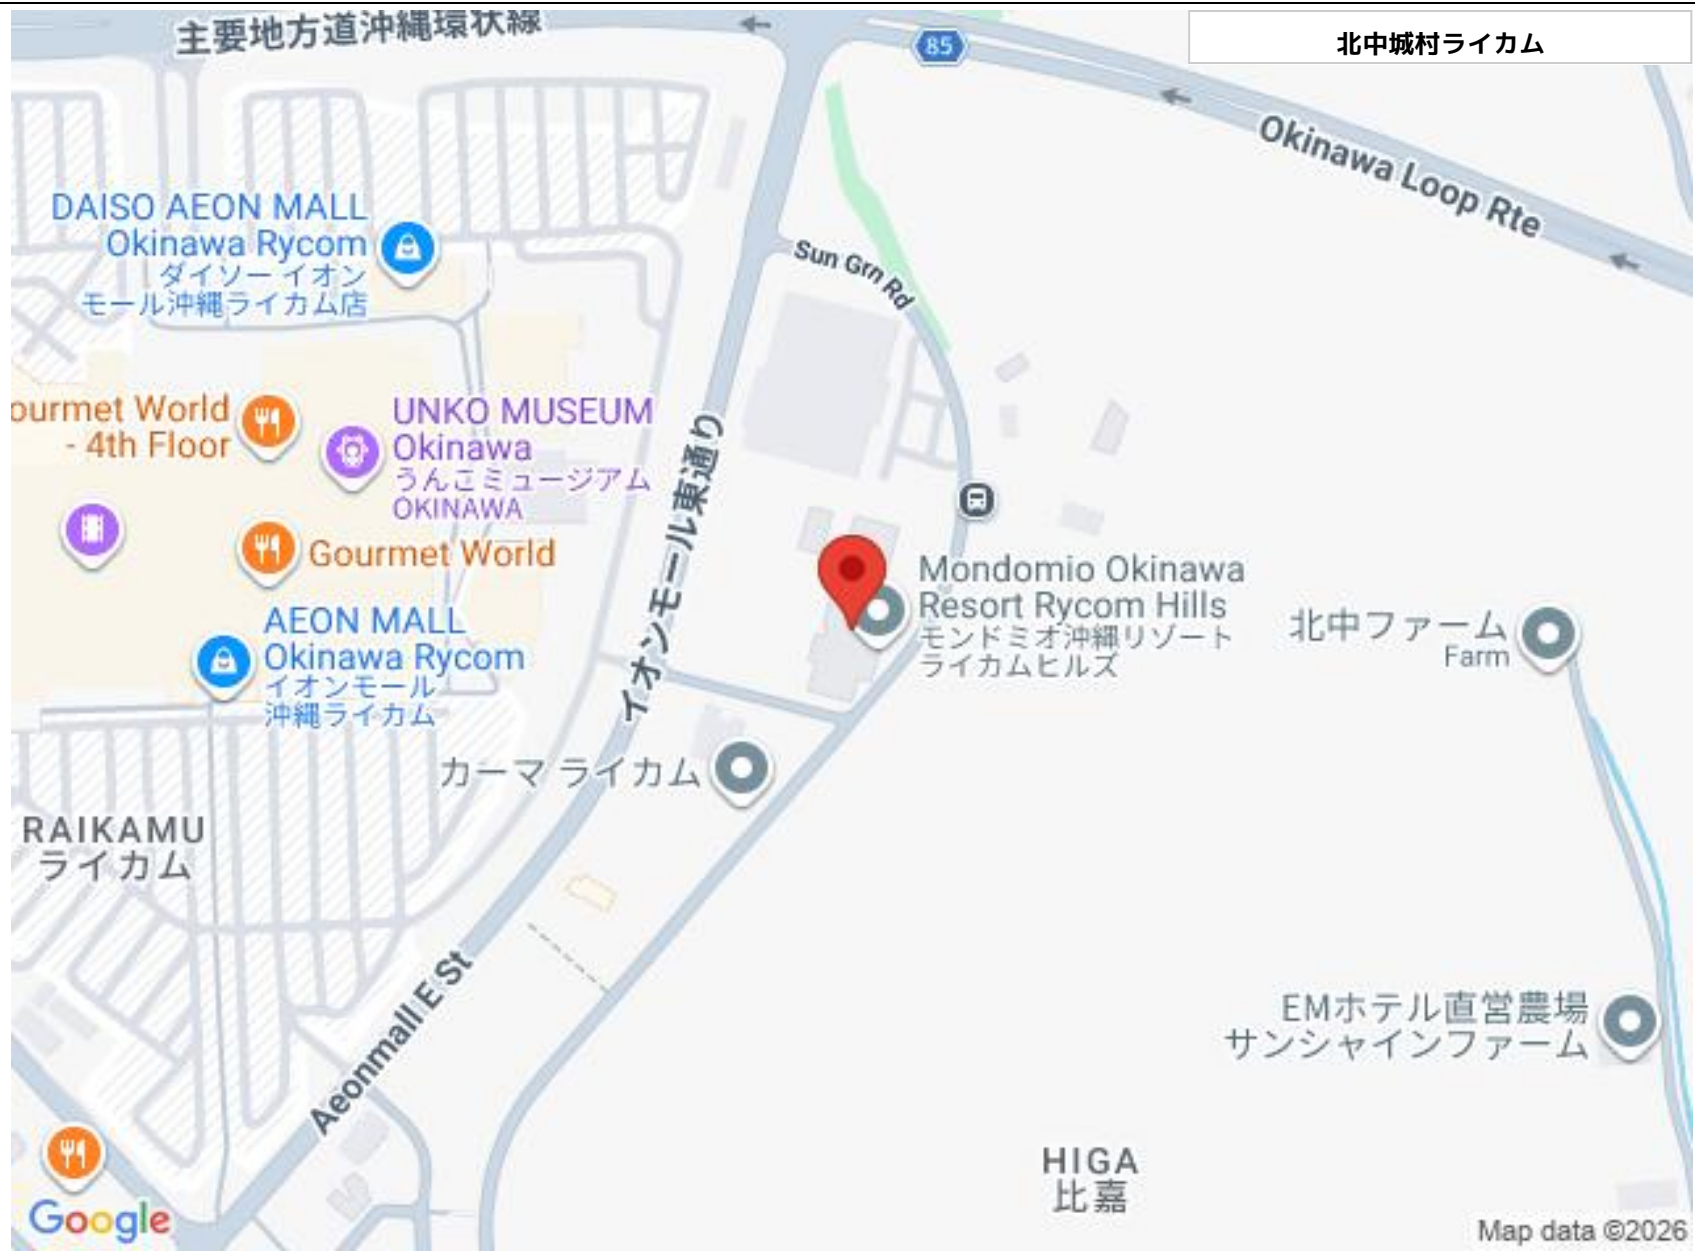 主要地方道沖縄環状線
85
北中城村ライカム
Okinawa Loop Rte
DAISO AEON MALL
Okinawa Rycom
ダイソー イオン
モール沖縄ライカム店
Sun Grn Rd
ourmet World
- 4th Floor
UNKO MUSEUM
Okinawa
うんこミュージアム
OKINAWA
イオンモール東通り
Gourmet World
Mondomio Okinawa
Resort Rycom Hills
モンドミオ沖縄リゾート
ライカムヒルズ
北中ファーム
Farm
AEON MALL
Okinawa Rycom
イオンモール
沖縄ライカム
カーマ ライカム
RAIKAMU
ライカム
Aeonmall E St
EMホテル直営農場
サンシャインファーム
HIGA
比嘉
Google
Map data ©2026